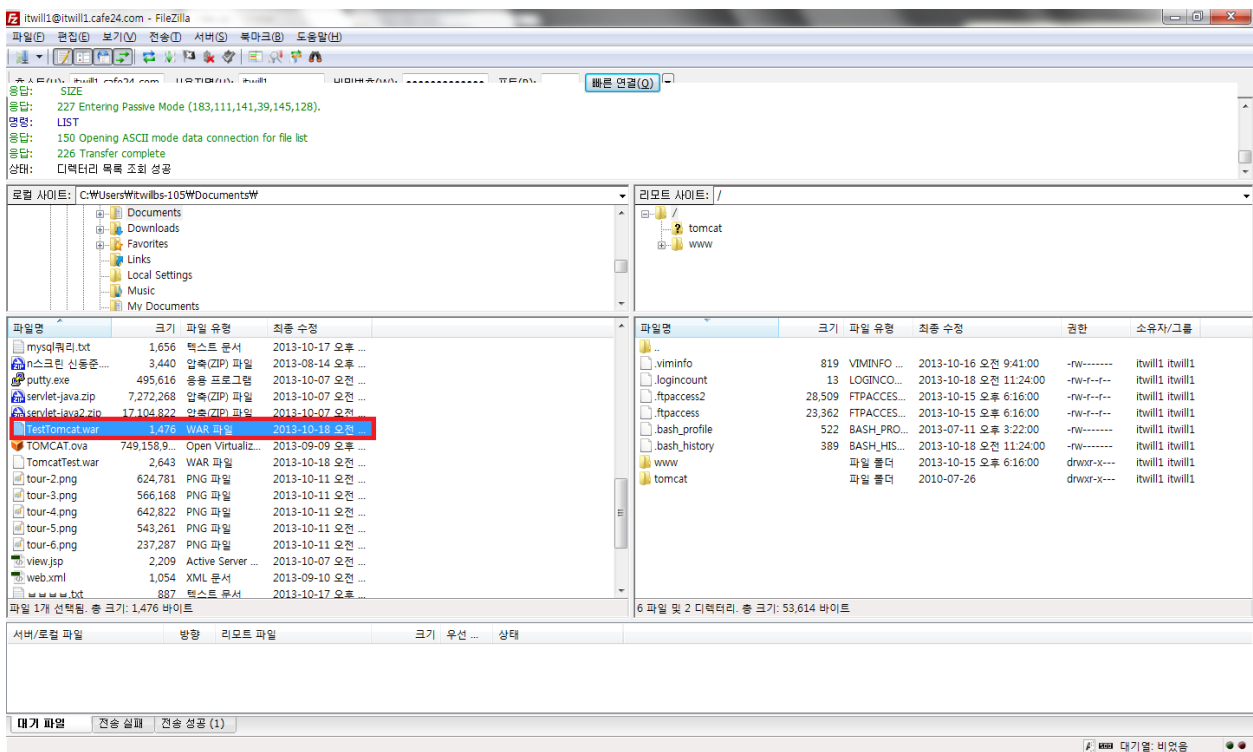 itwill1@itwill1.cafe24.com - FileZilla
파일(F) 편집(E) 보기(V) 전송(T) 서버(S) 북마크(B) 도움말(H)
빠른 연결(Q)
응답: SIZE
응답: 227 Entering Passive Mode (183,111,141,39,145,128).
명령: LIST
응답: 150 Opening ASCII mode data connection for file list
응답: 226 Transfer complete
상태: 디렉터리 목록 조회 성공
로컬 사이트: C:₩Users₩itwilbs-105₩Documents₩
Documents
Downloads
Favorites
Links
Local Settings
Music
My Documents
리모트 사이트: /
/
tomcat
www
파일명 크기 파일 유형 최종 수정
mysql쿼리.txt 1,656 텍스트 문서 2013-10-17 오후 ...
n스크린 신동준.... 3,440 압축(ZIP) 파일 2013-08-14 오후 ...
putty.exe 495,616 응용 프로그램 2013-10-07 오전 ...
servlet-java.zip 7,272,268 압축(ZIP) 파일 2013-10-07 오전 ...
servlet-java2.zip 17,104,822 압축(ZIP) 파일 2013-10-07 오전 ...
TestTomcat.war 1,476 WAR 파일 2013-10-18 오전 ...
TOMCAT.ova 749,158,9... Open Virtualiz... 2013-09-09 오후 ...
TomcatTest.war 2,643 WAR 파일 2013-10-18 오전 ...
tour-2.png 624,781 PNG 파일 2013-10-11 오전 ...
tour-3.png 566,168 PNG 파일 2013-10-11 오전 ...
tour-4.png 642,822 PNG 파일 2013-10-11 오전 ...
tour-5.png 543,261 PNG 파일 2013-10-11 오전 ...
tour-6.png 237,287 PNG 파일 2013-10-11 오전 ...
view.jsp 2,209 Active Server ... 2013-10-07 오전 ...
web.xml 1,054 XML 문서 2013-09-10 오전 ...
ㅂㅂㅂㅂ.txt 887 텍스트 문서 2013-10-17 오후 ...
파일 1개 선택됨. 총 크기: 1,476 바이트
파일명 크기 파일 유형 최종 수정 권한 소유자/그룹
..
.viminfo 819 VIMINFO ... 2013-10-16 오전 9:41:00 -rw------- itwill1 itwill1
.logincount 13 LOGINCO... 2013-10-18 오전 11:24:00 -rw-r--r-- itwill1 itwill1
.ftpaccess2 28,509 FTPACCES... 2013-10-15 오후 6:16:00 -rw-r--r-- itwill1 itwill1
.ftpaccess 23,362 FTPACCES... 2013-10-15 오후 6:16:00 -rw-r--r-- itwill1 itwill1
.bash_profile 522 BASH_PRO... 2013-07-11 오후 3:22:00 -rw------- itwill1 itwill1
.bash_history 389 BASH_HIS... 2013-10-18 오전 11:24:00 -rw------- itwill1 itwill1
www 파일 폴더 2013-10-15 오후 6:16:00 drwxr-x--- itwill1 itwill1
tomcat 파일 폴더 2010-07-26 drwxr-x--- itwill1 itwill1
6 파일 및 2 디렉터리. 총 크기: 53,614 바이트
서버/로컬 파일 방향 리모트 파일 크기 우선 ... 상태
대기 파일 전송 실패 전송 성공 (1)
대기열: 비었음